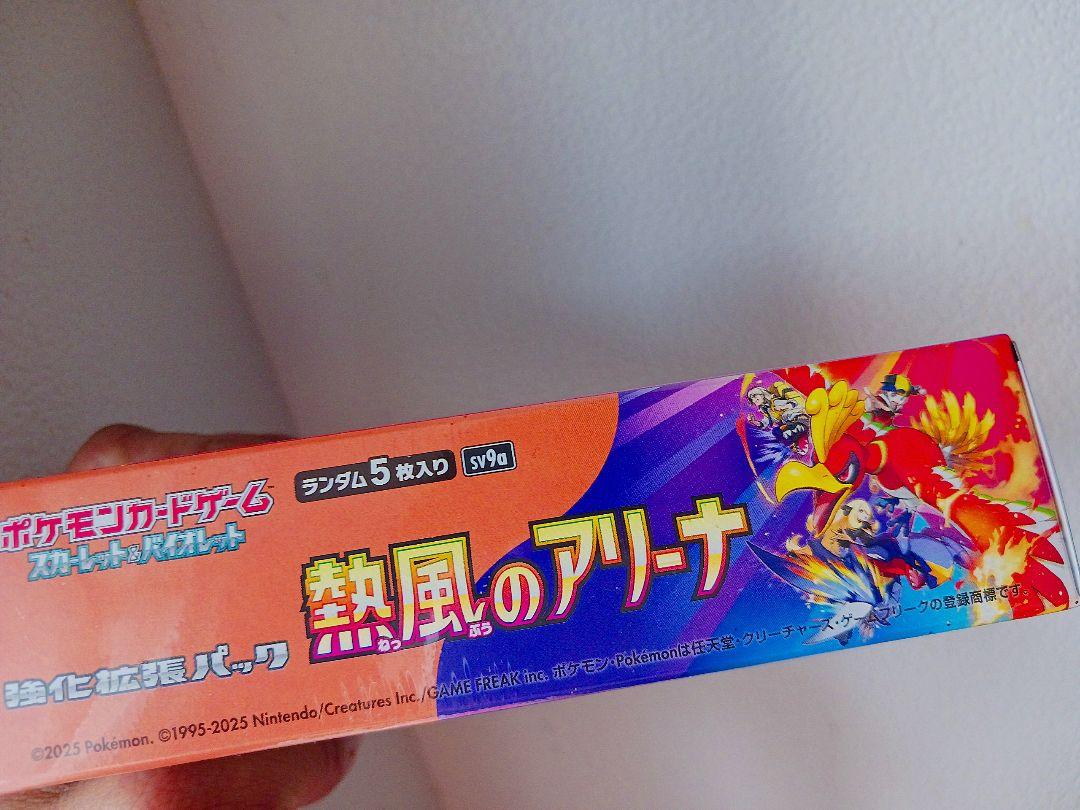 ポケモンカードゲーム
スカーレット&バイオレット
ランダム5枚入り
sv9a
強化拡張パック
熱風のアリーナ
ねっ ぷう
©2025 Pokémon. ©1995-2025 Nintendo/Creatures Inc./GAME FREAK inc. ポケモン・Pokémonは任天堂・クリーチャーズ・ゲームフリークの登録商標です。